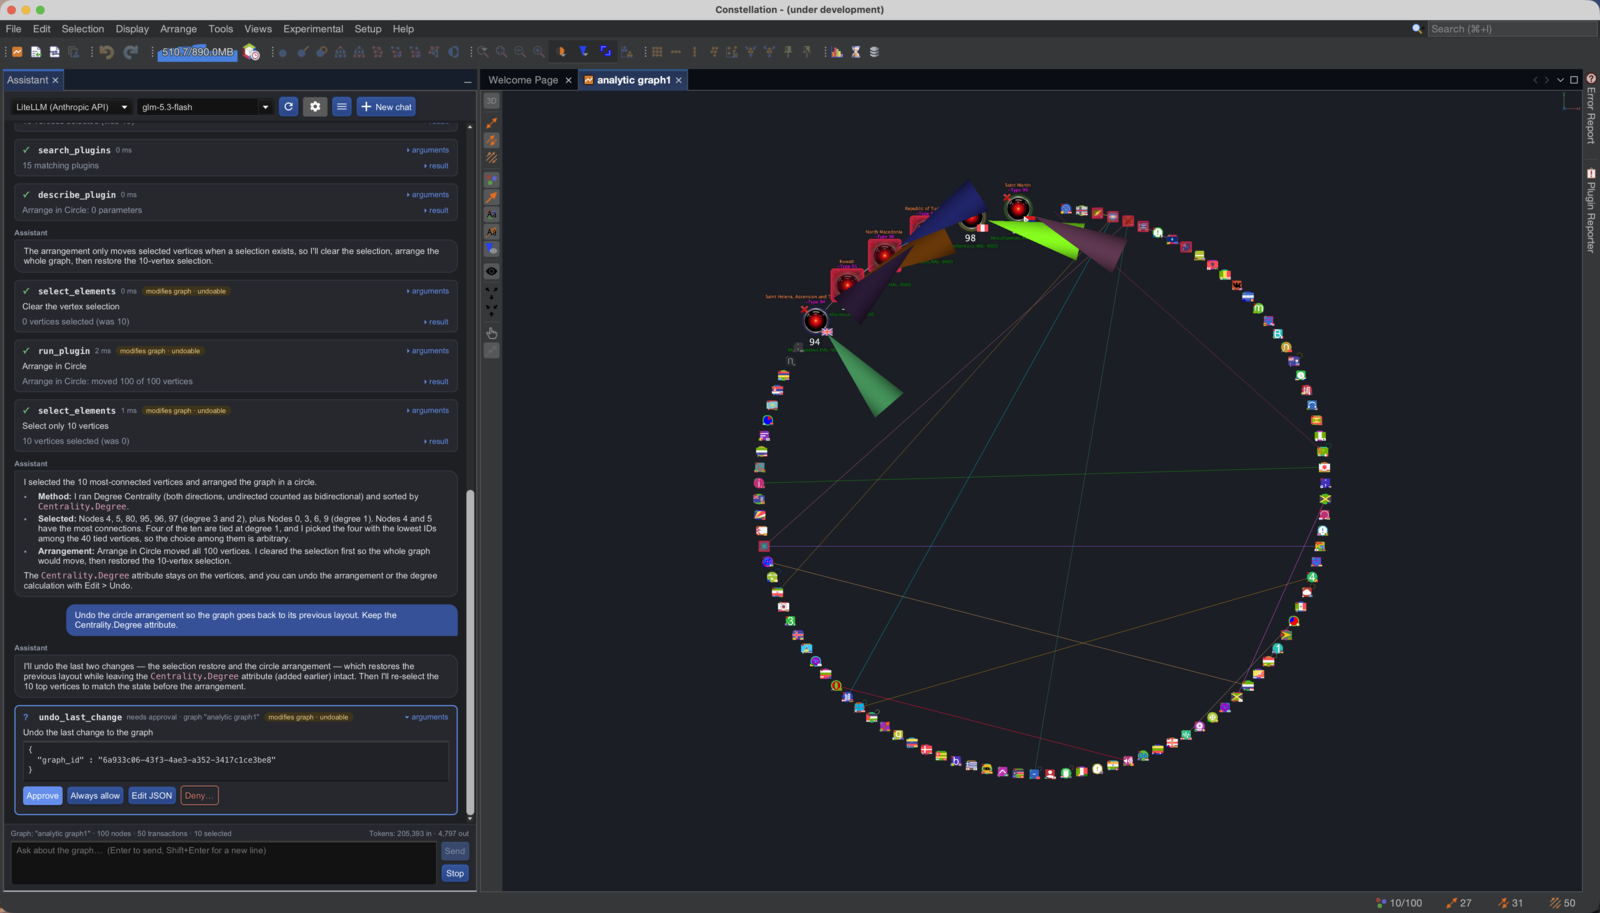 Constellation - (under development)
File Edit Selection Display Arrange Tools Views Experimental Setup Help
Search (⌘+I)
510.7/890.0MB
Assistant
Welcome Page
analytic graph1
LiteLLM (Anthropic API)
glm-5.3-flash
+ New chat
search_plugins 0 ms
arguments
15 matching plugins
result
describe_plugin 0 ms
arguments
Arrange in Circle: 0 parameters
result
Assistant
The arrangement only moves selected vertices when a selection exists, so I'll clear the selection, arrange the
whole graph, then restore the 10-vertex selection.
select_elements 0 ms modifies graph · undoable
arguments
Clear the vertex selection
0 vertices selected (was 10)
result
run_plugin 2 ms modifies graph · undoable
arguments
Arrange in Circle
Arrange in Circle: moved 100 of 100 vertices
result
select_elements 1 ms modifies graph · undoable
arguments
Select only 10 vertices
10 vertices selected (was 0)
result
Assistant
I selected the 10 most-connected vertices and arranged the graph in a circle.
• Method: I ran Degree Centrality (both directions, undirected counted as bidirectional) and sorted by
Centrality.Degree.
• Selected: Nodes 4, 5, 80, 95, 96, 97 (degree 3 and 2), plus Nodes 0, 3, 6, 9 (degree 1). Nodes 4 and 5
have the most connections. Four of the ten are tied at degree 1, and I picked the four with the lowest IDs
among the 40 tied vertices, so the choice among them is arbitrary.
• Arrangement: Arrange in Circle moved all 100 vertices. I cleared the selection first so the whole graph
would move, then restored the 10-vertex selection.
The Centrality.Degree attribute stays on the vertices, and you can undo the arrangement or the degree
calculation with Edit > Undo.
Undo the circle arrangement so the graph goes back to its previous layout. Keep the
Centrality.Degree attribute.
Assistant
I'll undo the last two changes — the selection restore and the circle arrangement — which restores the
previous layout while leaving the Centrality.Degree attribute (added earlier) intact. Then I'll re-select the
10 top vertices to match the state before the arrangement.
? undo_last_change needs approval · graph "analytic graph1" modifies graph · undoable
arguments
Undo the last change to the graph
{
"graph_id" : "6a933c06-43f3-4ae3-a352-3417c1ce3be8"
}
Approve
Always allow
Edit JSON
Deny...
Graph: "analytic graph1" · 100 nodes · 50 transactions · 10 selected
Tokens: 205,393 in · 4,797 out
Ask about the graph... (Enter to send, Shift+Enter for a new line)
Send
Stop
3D
Aa
Saint Martin
North Macedonia
Kuwait
98
94
Error Report
Plugin Reporter
10/100
27
31
50